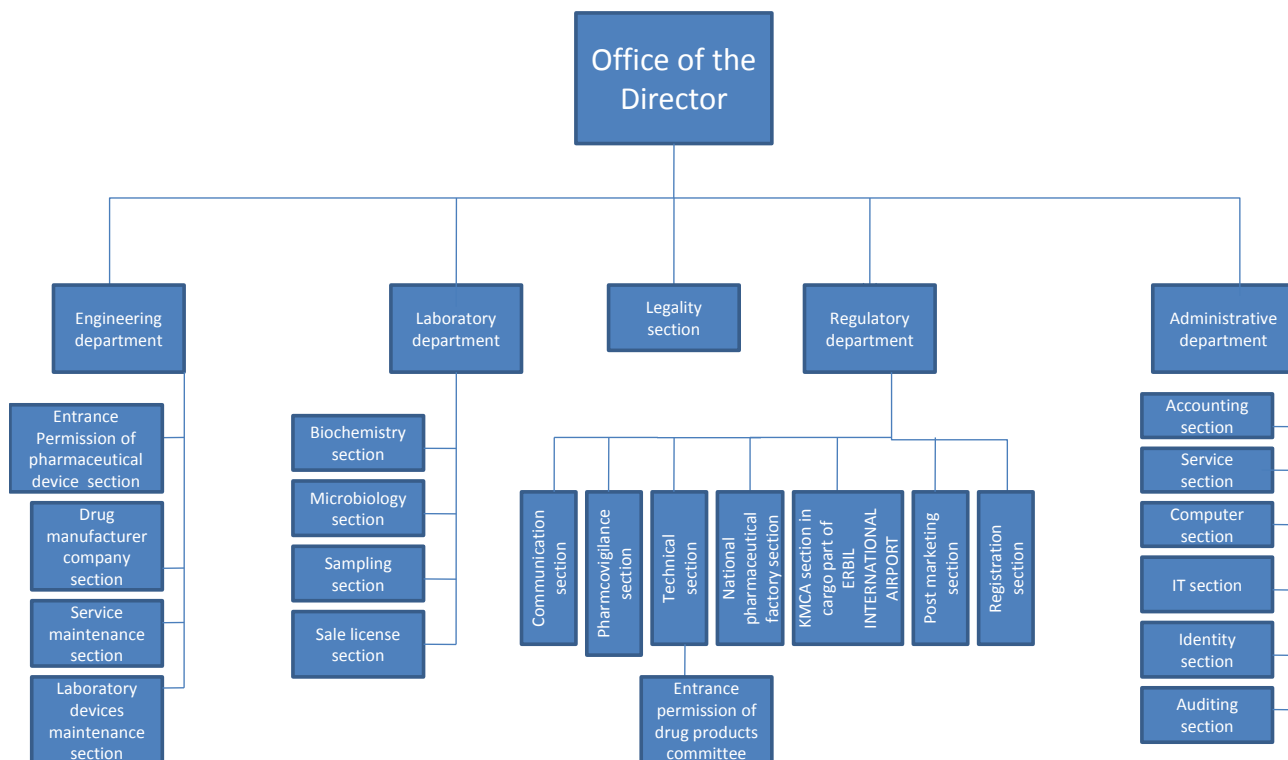 Office of the
Director
Engineering
department
Laboratory
department
Legality
section
Regulatory
department
Administrative
department
Entrance
Permission of
pharmaceutical
device section
Drug
manufacturer
company
section
Service
maintenance
section
Laboratory
devices
maintenance
section
Biochemistry
section
Microbiology
section
Sampling
section
Sale license
section
Communication
section
Pharmcovigilance
section
Technical
section
National
pharmaceutical
factory section
KMCA section in
cargo part of
ERBIL
INTERNATIONAL
AIRPORT
Post marketing
section
Registration
section
Entrance
permission of
drug products
committee
Accounting
section
Service
section
Computer
section
IT section
Identity
section
Auditing
section